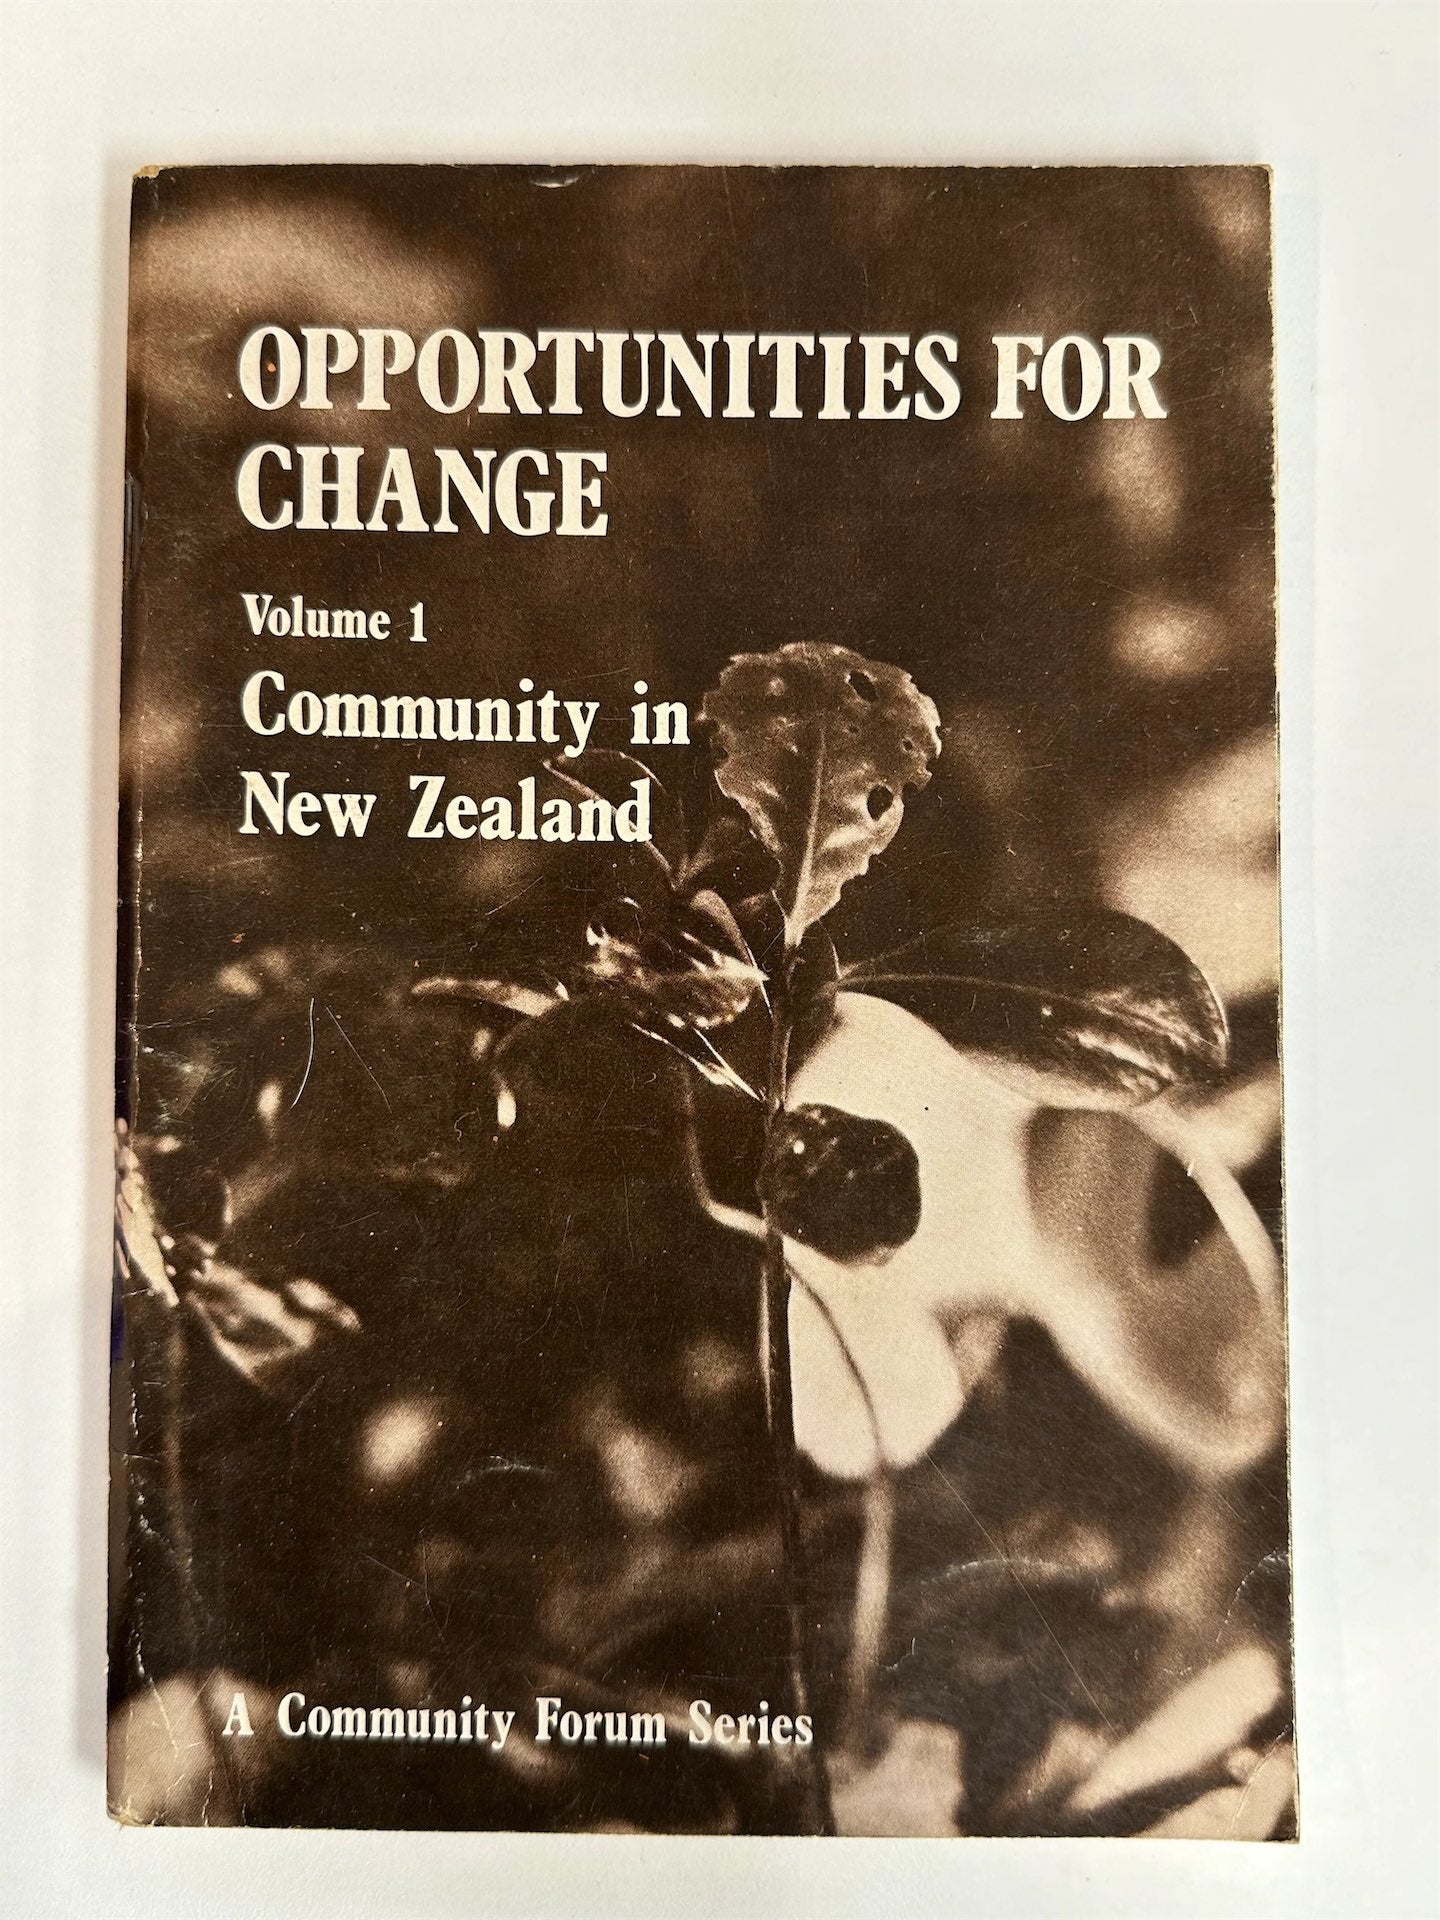 OPPORTUNITIES FOR
CHANGE
Volume 1
Community in
New Zealand
A Community Forum Series